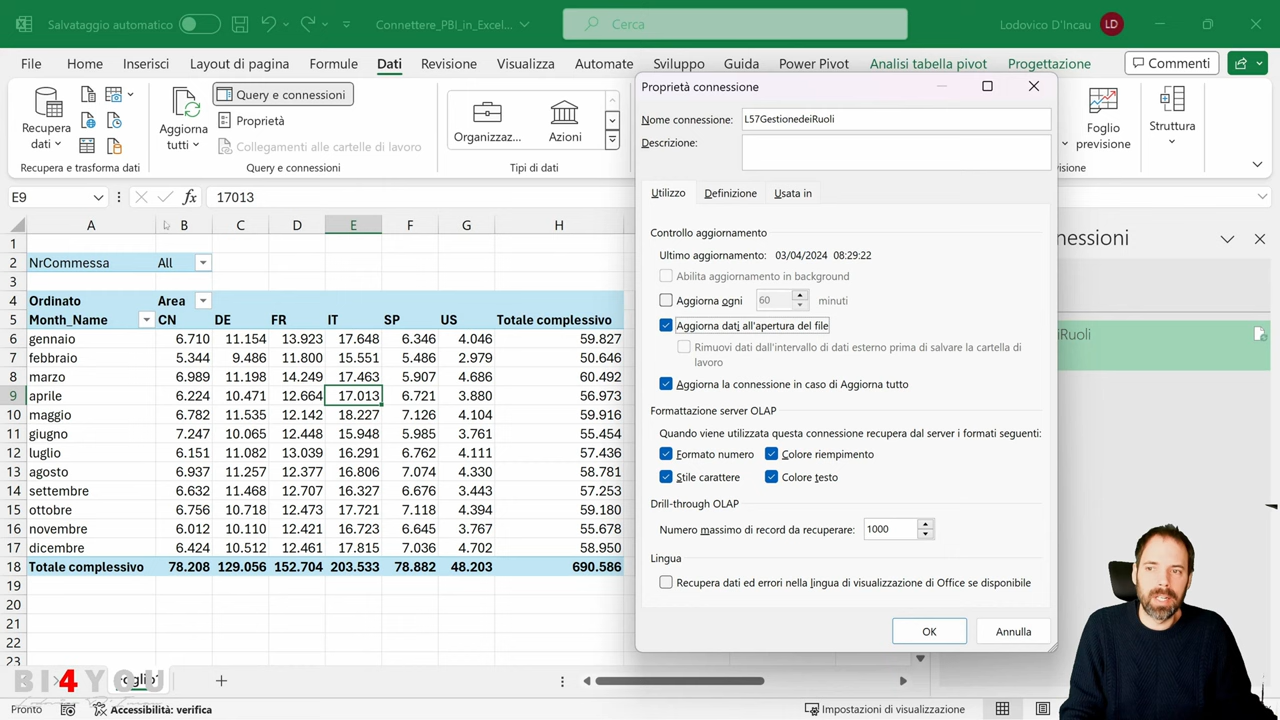 Salvataggio automatico
Connettere_PBI_in_Excel...
Cerca
Lodovico D'Incau LD
File Home Inserisci Layout di pagina Formule Dati Revisione Visualizza Automate Sviluppo Guida Power Pivot Analisi tabella pivot Progettazione Commenti
Recupera dati
Aggiorna tutti
Query e connessioni
Proprietà
Collegamenti alle cartelle di lavoro
Organizzaz...
Azioni
Foglio
Struttura
Recupera e trasforma dati
Query e connessioni
Tipi di dati
visione
E9 fx 17013
A B C D E F G H
1
2 NrCommessa All
3
4 Ordinato Area
5 Month_Name CN DE FR IT SP US Totale complessivo
6 gennaio 6.710 11.154 13.923 17.648 6.346 4.046 59.827
7 febbraio 5.344 9.486 11.800 15.551 5.486 2.979 50.646
8 marzo 6.989 11.198 14.249 17.463 5.907 4.686 60.492
9 aprile 6.224 10.471 12.664 17.013 6.721 3.880 56.973
10 maggio 6.782 11.535 12.142 18.227 7.126 4.104 59.916
11 giugno 7.247 10.065 12.448 15.948 5.985 3.761 55.454
12 luglio 6.151 11.082 13.039 16.291 6.762 4.111 57.436
13 agosto 6.937 11.257 12.377 16.806 7.074 4.330 58.781
14 settembre 6.632 11.468 12.707 16.327 6.676 3.443 57.253
15 ottobre 6.756 10.718 12.473 17.721 7.118 4.394 59.180
16 novembre 6.012 10.110 12.421 16.723 6.645 3.767 55.678
17 dicembre 6.424 10.512 12.461 17.815 7.036 4.702 58.950
18 Totale complessivo 78.208 129.056 152.704 203.533 78.882 48.203 690.586
19
20
21
22
23
Proprietà connessione
Nome connessione: L57GestionedeiRuoli
Descrizione:
Utilizzo Definizione Usata in
Controllo aggiornamento
Ultimo aggiornamento: 03/04/2024 08:29:22
Abilita aggiornamento in background
Aggiorna ogni 60 minuti
Aggiorna dati all'apertura del file
Rimuovi dati dall'intervallo di dati esterno prima di salvare la cartella di
lavoro
Aggiorna la connessione in caso di Aggiorna tutto
Formattazione server OLAP
Quando viene utilizzata questa connessione recupera dal server i formati seguenti:
Formato numero Colore riempimento
Stile carattere Colore testo
Drill-through OLAP
Numero massimo di record da recuperare: 1000
Lingua
Recupera dati ed errori nella lingua di visualizzazione di Office se disponibile
OK Annulla
nessioni
iRuoli
BI4YOU
Pronto Accessibilità: verifica Impostazioni di visualizzazione